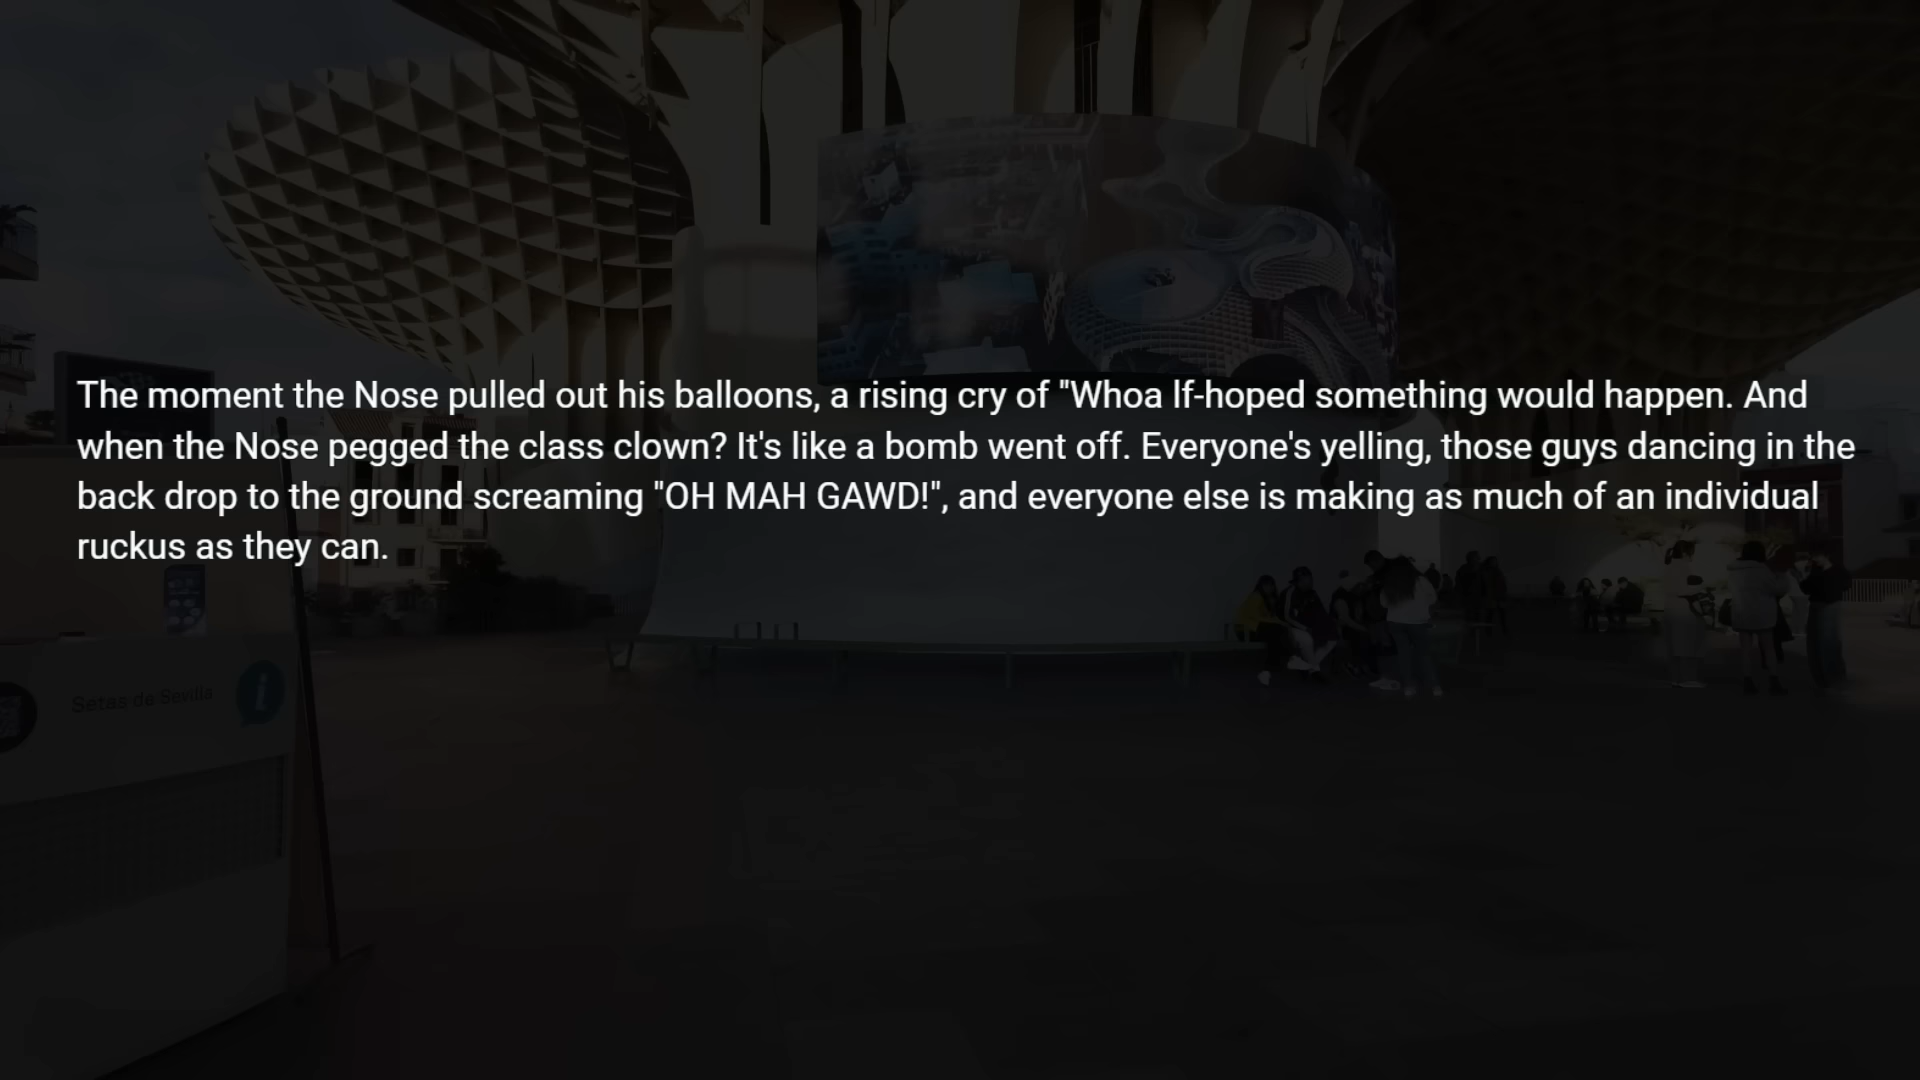 The moment the Nose pulled out his balloons, a rising cry of "Whoa lf-hoped something would happen. And
when the Nose pegged the class clown? It's like a bomb went off. Everyone's yelling, those guys dancing in the
back drop to the ground screaming "OH MAH GAWD!", and everyone else is making as much of an individual
ruckus as they can.
Setas de Sevilla
i